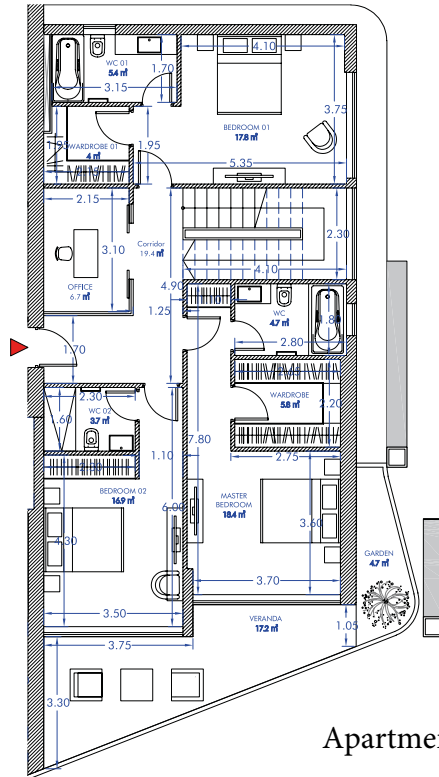 4.10
WC 01
5.4 ㎡
1.70
3.15
3.75
BEDROOM 01
17.8 ㎡
WARDROBE 01
4 ㎡
1.95
5.35
2.15
3.10
Corridor
19.4 ㎡
2.30
OFFICE
6.7 ㎡
4.10
4.90
1.25
WC
4.7 ㎡
1.80
1.70
2.80
2.30
WC 02
3.7 ㎡
1.60
WARDROBE
5.8 ㎡
2.20
1.10
7.80
2.75
BEDROOM 02
16.9 ㎡
6.00
MASTER
BEDROOM
18.4 ㎡
3.60
4.30
GARDEN
4.7 ㎡
3.70
3.50
VERANDA
17.2 ㎡
1.05
3.75
3.30
Apartmen